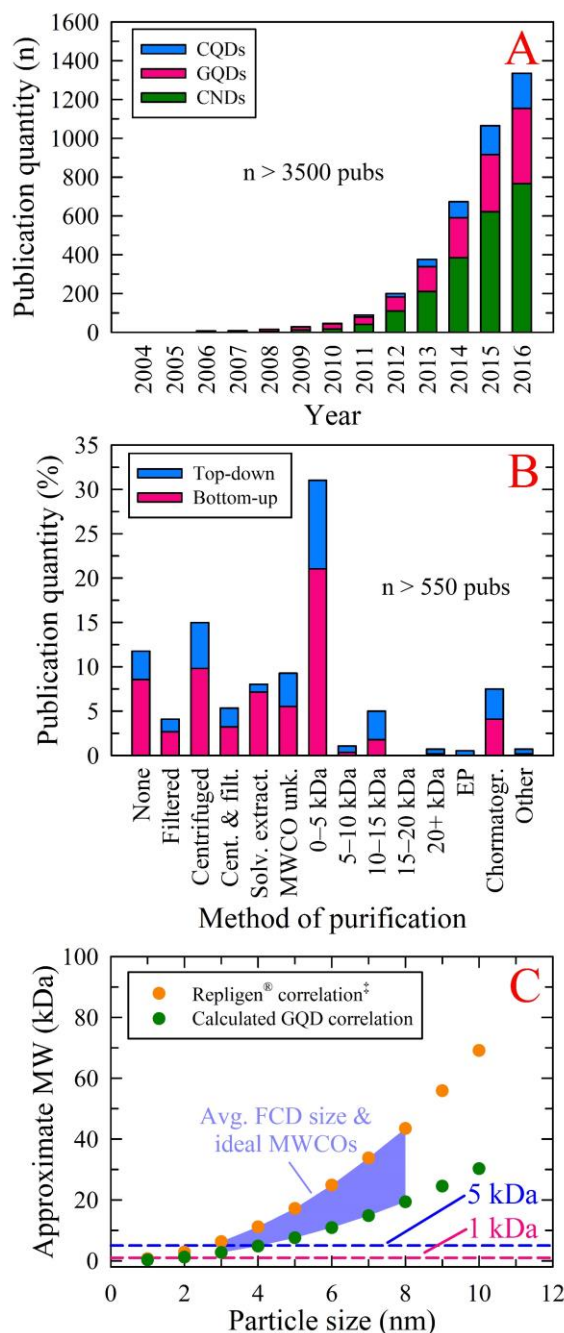 A
CQDs
GQDs
CNDs
n > 3500 pubs
Publication quantity (n)
1600
1400
1200
1000
800
600
400
200
0
2004 2005 2006 2007 2008 2009 2010 2011 2012 2013 2014 2015 2016
Year
B
Top-down
Bottom-up
n > 550 pubs
Publication quantity (%)
35
30
25
20
15
10
5
0
None
Filtered
Centrifuged
Cent. & filt.
Solv. extract.
MWCO unk.
0–5 kDa
5–10 kDa
10–15 kDa
15–20 kDa
20+ kDa
EP
Chormatogr.
Other
Method of purification
C
Repligen® correlation‡
Calculated GQD correlation
Avg. FCD size &
ideal MWCOs
5 kDa
1 kDa
Approximate MW (kDa)
100
80
60
40
20
0
0 2 4 6 8 10 12
Particle size (nm)